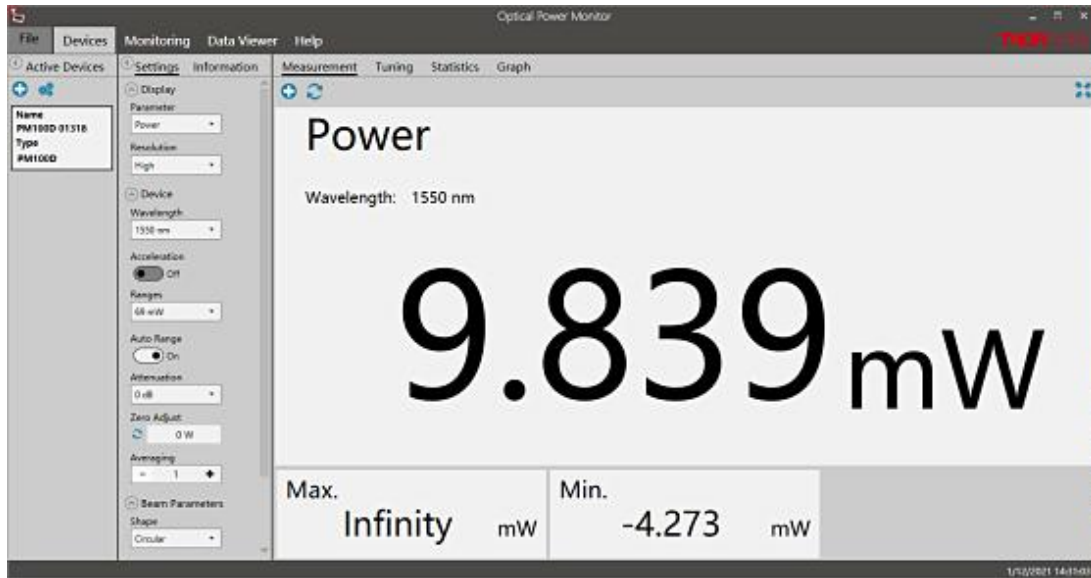 Optical Power Monitor
File Devices Monitoring Data Viewer Help
Active Devices
Settings Information
Measurement Tuning Statistics Graph
Name
PM100D 01318
Type
PM100D
Display
Parameter
Power
Resolution
High
Device
Wavelength
1550 nm
Acceleration
Off
Ranges
69 mW
Auto Range
On
Attenuation
0 dB
Zero Adjust
0 W
Averaging
- 1 +
Beam Parameters
Shape
Circular
Power
Wavelength: 1550 nm
9.839 mW
Max.
Infinity mW
Min.
-4.273 mW